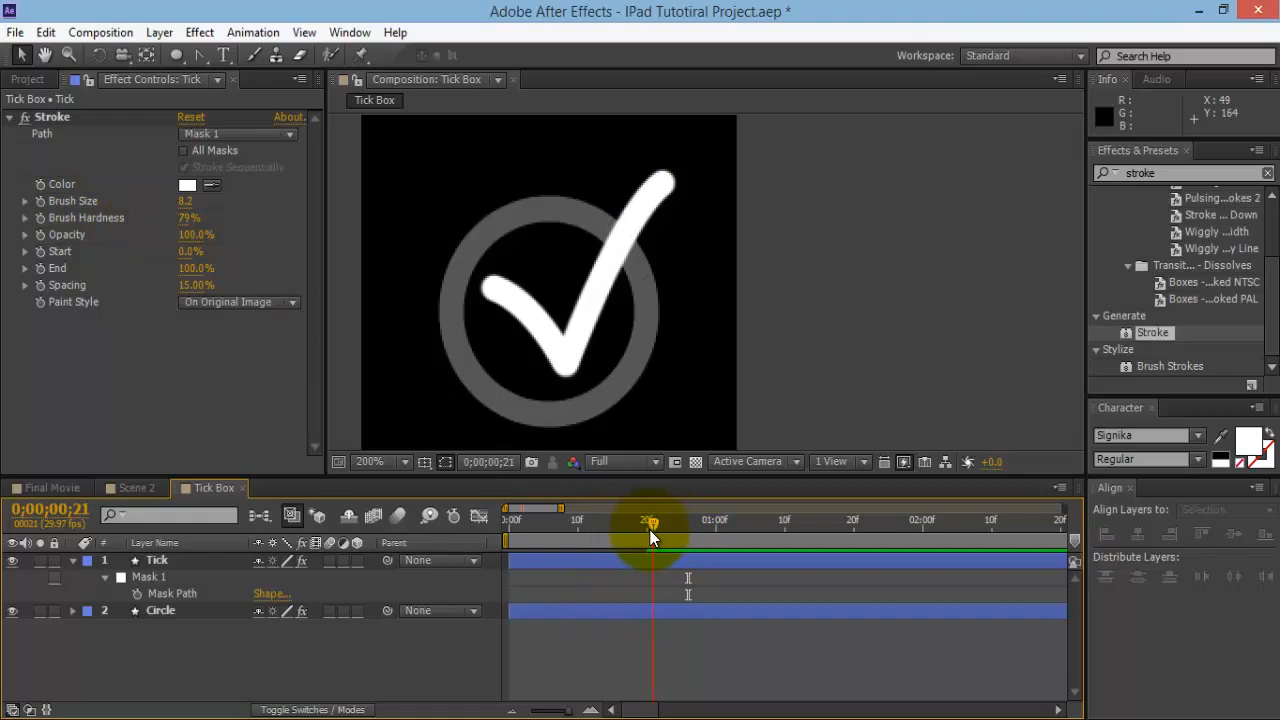 Adobe After Effects - IPad Tutotiral Project.aep *
File Edit Composition Layer Effect Animation View Window Help
Workspace: Standard Search Help
Project Effect Controls: Tick Composition: Tick Box Info Audio
Tick Box • Tick
Tick Box
R: X: 49
G: Y: 164
B:
fx Stroke Reset About.
Path Mask 1
All Masks
Stroke Sequentially
Color
Brush Size 8.2
Brush Hardness 79%
Opacity 100.0%
Start 0.0%
End 100.0%
Spacing 15.00%
Paint Style On Original Image
Effects & Presets
stroke
Pulsing...okes 2
Stroke ... Down
Wiggly ...idth
Wiggly ...y Line
Transit... - Dissolves
Boxes -...ked NTSC
Boxes -...oked PAL
Generate
Stroke
Stylize
Brush Strokes
Character
Signika
Regular
200% 0;00;00;21 Full Active Camera 1 View +0.0
Final Movie Scene 2 Tick Box
Align
0;00;00;21
00021 (29.97 fps)
0:00f 10f 20f 01:00f 10f 20f 02:00f 10f 20f
Align Layers to: Selection
Distribute Layers:
# Layer Name Parent
1 Tick None
Mask 1
Mask Path Shape...
2 Circle None
Toggle Switches / Modes